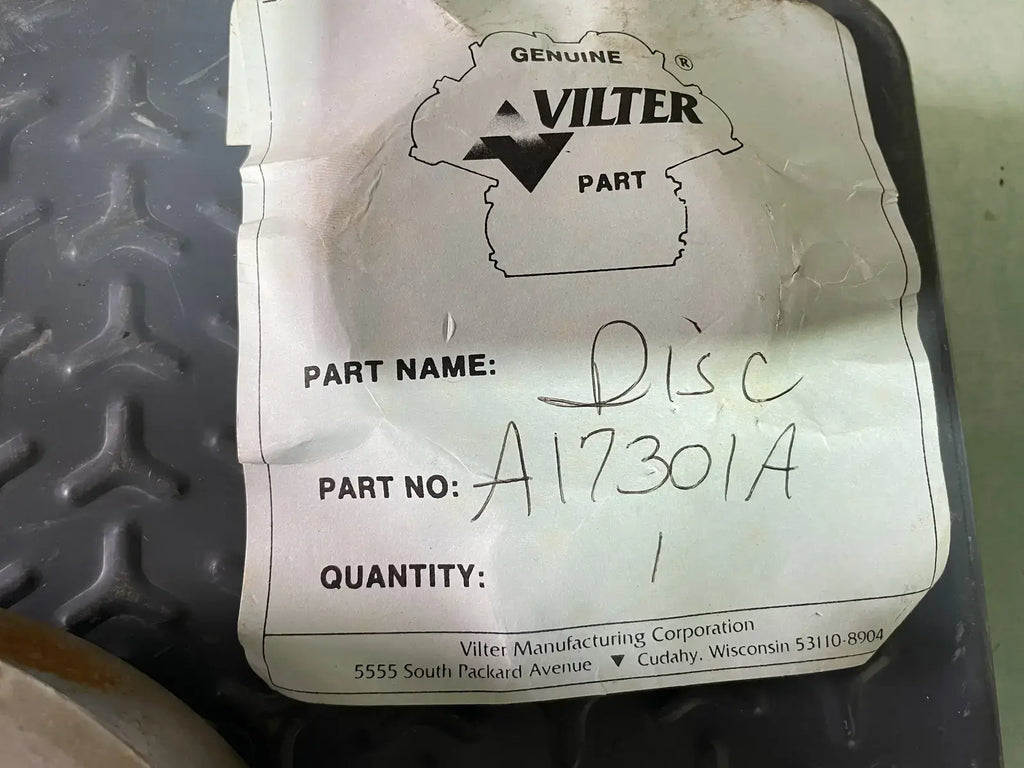 GENUINE ®
VILTER
PART
PART NAME: Disc
PART NO: A17301A
QUANTITY: 1
Vilter Manufacturing Corporation
5555 South Packard Avenue ▼ Cudahy, Wisconsin 53110-8904